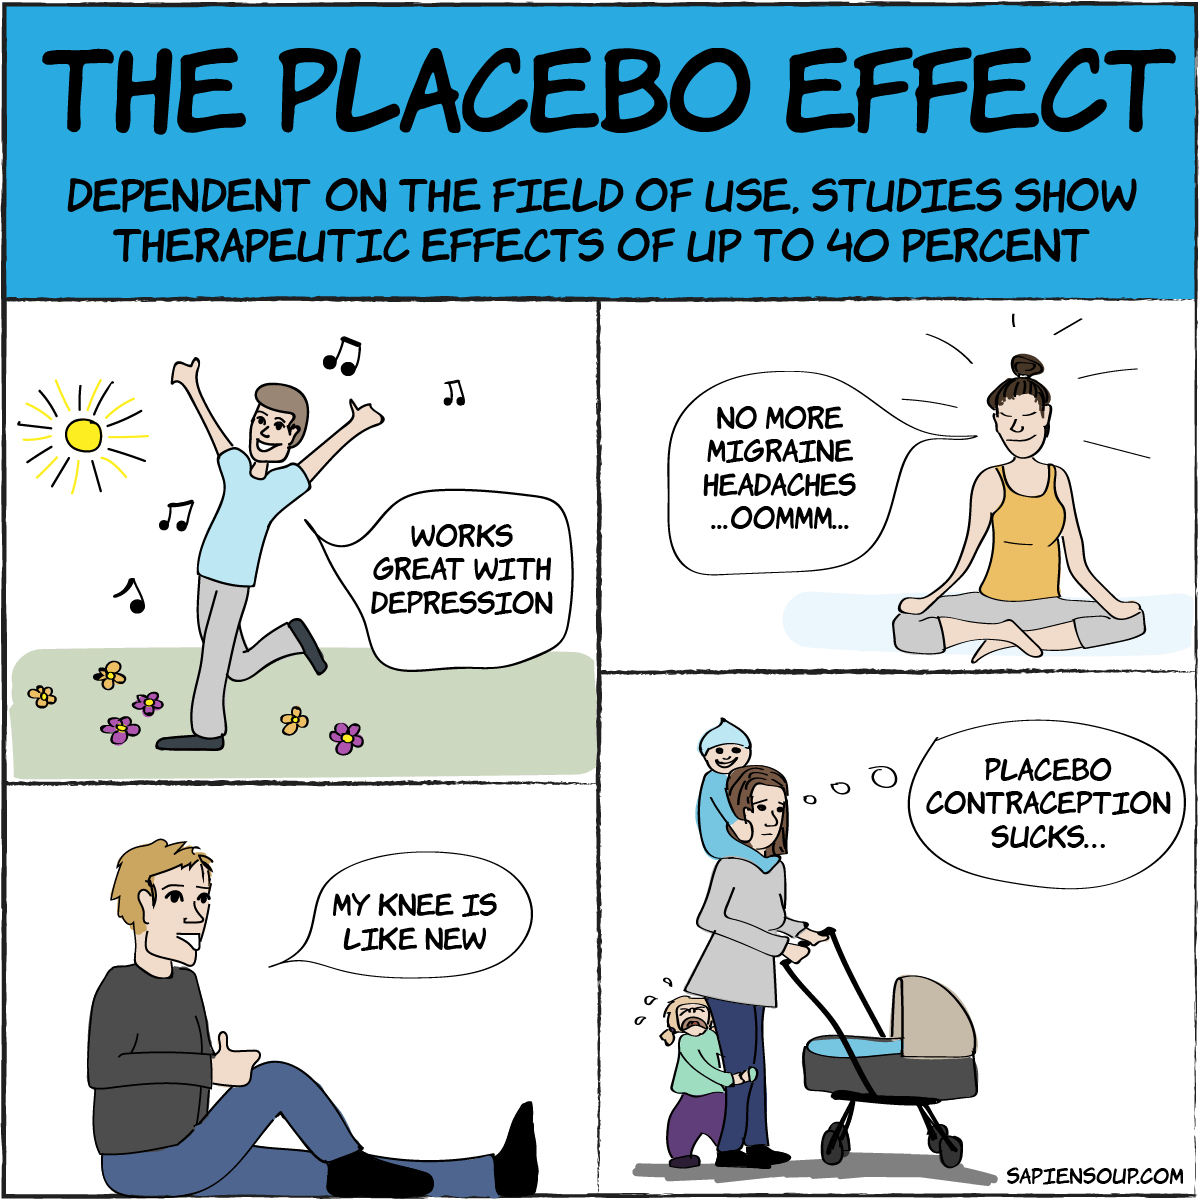 THE PLACEBO EFFECT
DEPENDENT ON THE FIELD OF USE, STUDIES SHOW
THERAPEUTIC EFFECTS OF UP TO 40 PERCENT
WORKS
GREAT WITH
DEPRESSION
NO MORE
MIGRAINE
HEADACHES
...OOMMM...
MY KNEE IS
LIKE NEW
PLACEBO
CONTRACEPTION
SUCKS...
SAPIENSOUP.COM